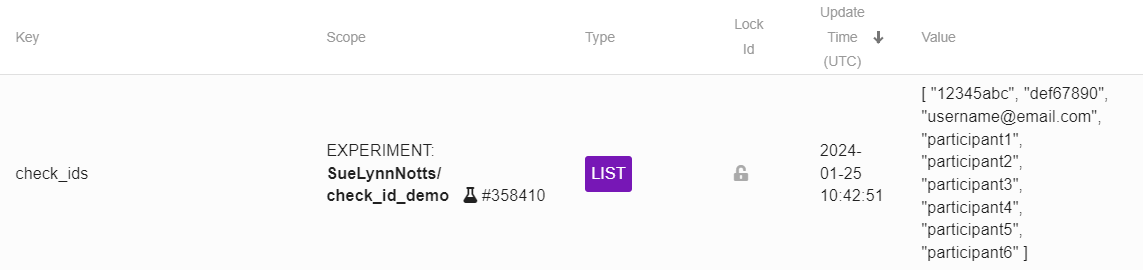 Key Scope Type Lock Id Update Time (UTC) Value
check_ids
EXPERIMENT:
SueLynnNotts/
check_id_demo #358410
LIST
2024-
01-25
10:42:51
[ "12345abc", "def67890",
"username@email.com",
"participant1",
"participant2",
"participant3",
"participant4",
"participant5",
"participant6" ]